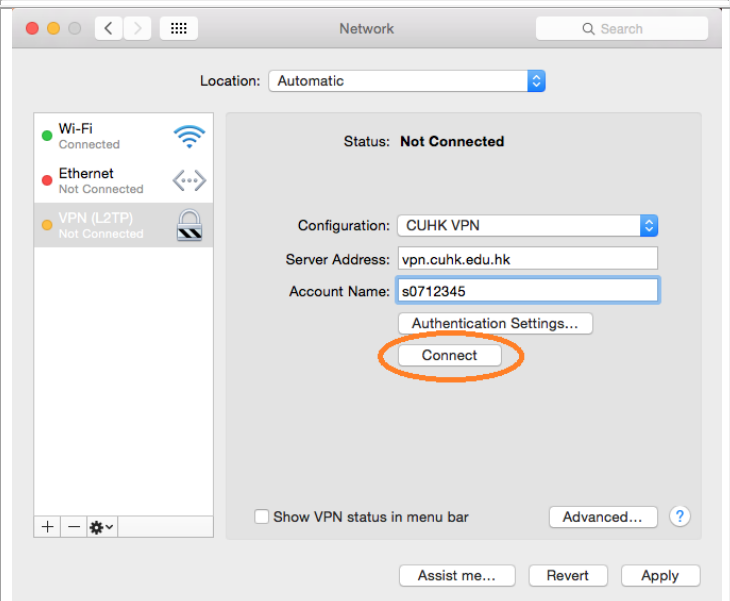 Network
Search
Location: Automatic
Wi-Fi
Connected
Ethernet
Not Connected
VPN (L2TP)
Not Connected
Status: Not Connected
Configuration: CUHK VPN
Server Address: vpn.cuhk.edu.hk
Account Name: s0712345
Authentication Settings...
Connect
Show VPN status in menu bar
Advanced...
?
Assist me...
Revert
Apply